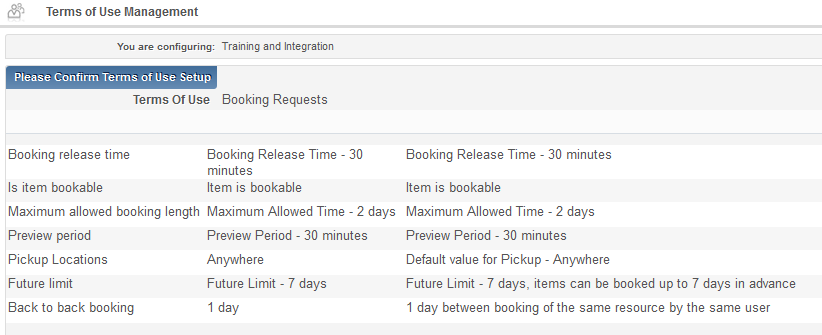 Terms of Use Management
You are configuring: Training and Integration
Please Confirm Terms of Use Setup
Terms Of Use Booking Requests
Booking release time Booking Release Time - 30 minutes Booking Release Time - 30 minutes
Is item bookable Item is bookable Item is bookable
Maximum allowed booking length Maximum Allowed Time - 2 days Maximum Allowed Time - 2 days
Preview period Preview Period - 30 minutes Preview Period - 30 minutes
Pickup Locations Anywhere Default value for Pickup - Anywhere
Future limit Future Limit - 7 days Future Limit - 7 days, items can be booked up to 7 days in advance
Back to back booking 1 day 1 day between booking of the same resource by the same user